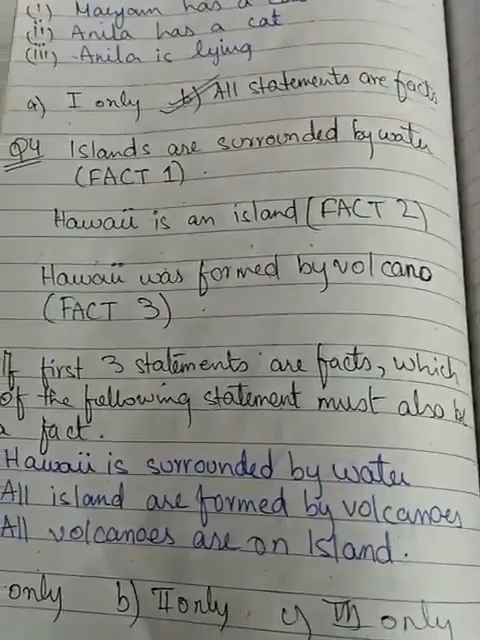 (i) Maryam has a
(ii) Anila has a cat
(iii) Anila is lying
a) I only b) All statements are facts
Q4 Islands are surrounded by water
(FACT 1).
Hawaii is an island (FACT 2)
Hawaii was formed by volcano
(FACT 3)
If first 3 statements are facts, which
of the following statement must also be
a fact.
Hawaii is surrounded by water
All island are formed by volcanoes
All volcanoes are on Island.
only b) II only. c) III only